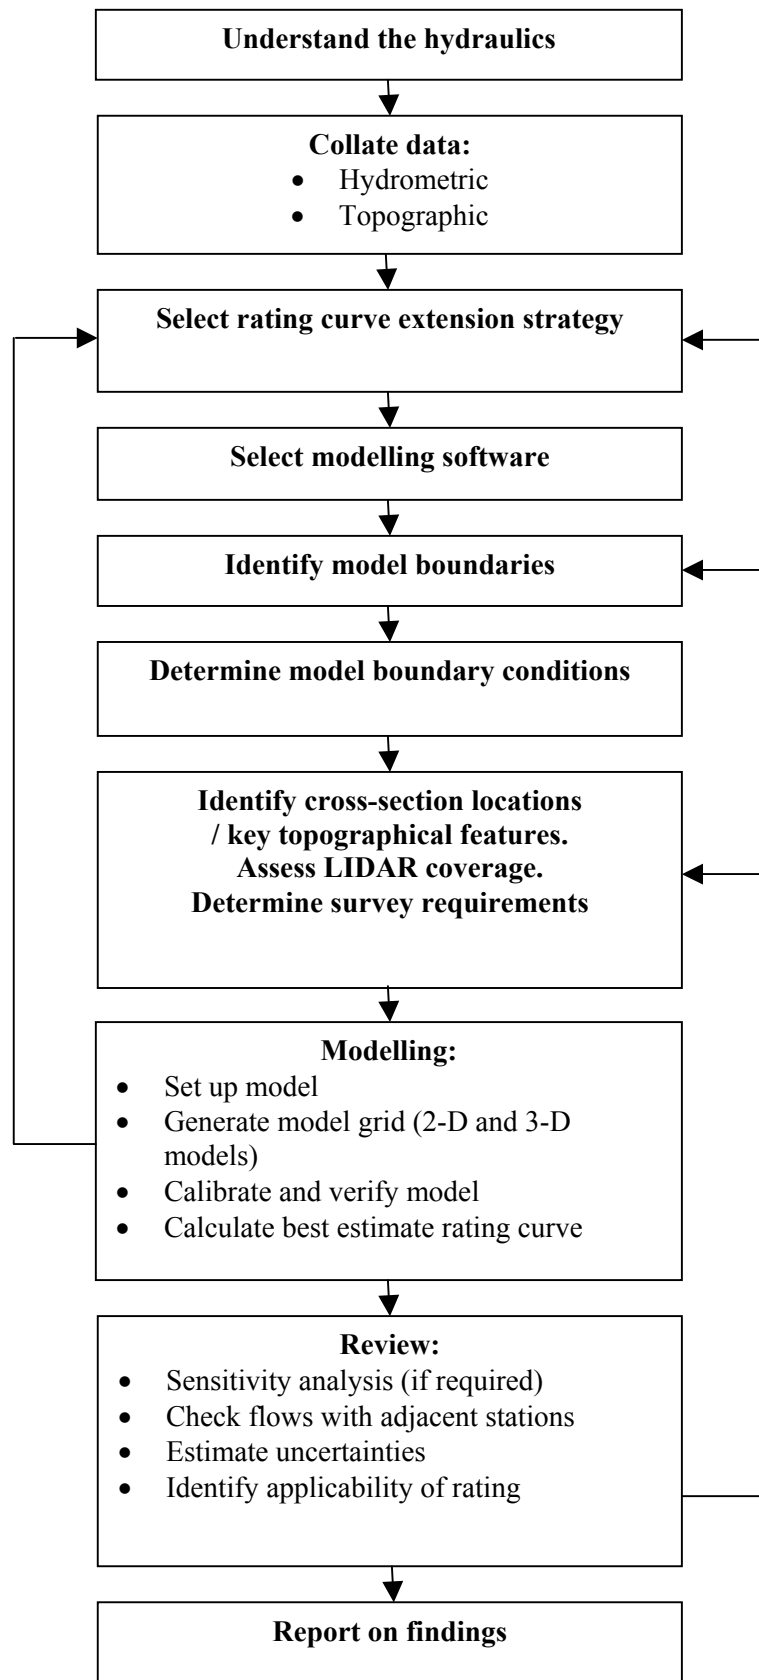 Understand the hydraulics
Collate data:
• Hydrometric
• Topographic
Select rating curve extension strategy
Select modelling software
Identify model boundaries
Determine model boundary conditions
Identify cross-section locations
/ key topographical features.
Assess LIDAR coverage.
Determine survey requirements
Modelling:
• Set up model
• Generate model grid (2-D and 3-D
models)
• Calibrate and verify model
• Calculate best estimate rating curve
Review:
• Sensitivity analysis (if required)
• Check flows with adjacent stations
• Estimate uncertainties
• Identify applicability of rating
Report on findings